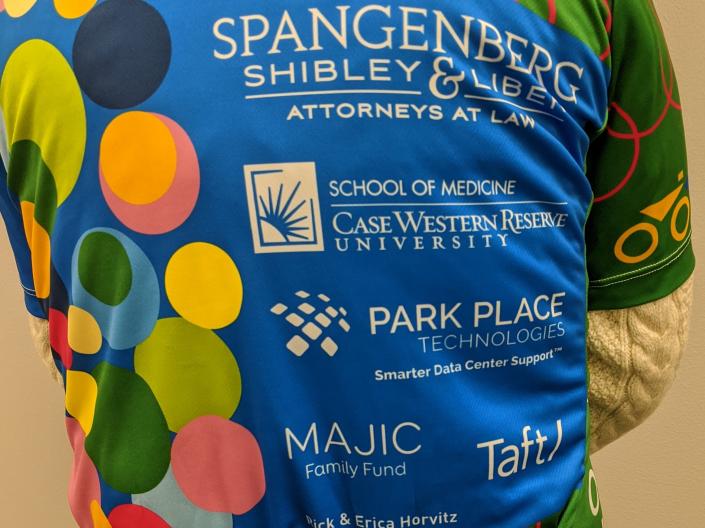 SPANGENBERG
SHIBLEY & LIBER
ATTORNEYS AT LAW
SCHOOL OF MEDICINE
CASE WESTERN RESERVE
UNIVERSITY
PARK PLACE
TECHNOLOGIES
Smarter Data Center Support™
MAJIC
Family Fund
Taft/
Rick & Erica Horvitz